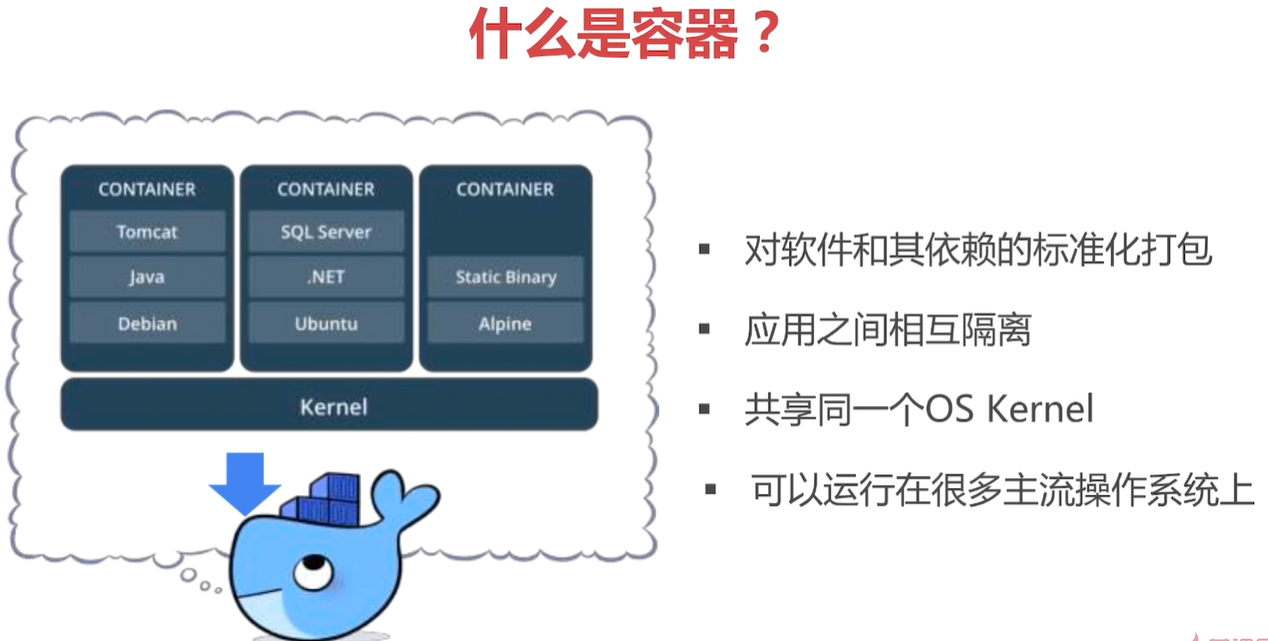 什么是容器？
CONTAINER CONTAINER CONTAINER
Tomcat SQL Server
Java .NET Static Binary
Debian Ubuntu Alpine
Kernel
▪ 对软件和其依赖的标准化打包
▪ 应用之间相互隔离
▪ 共享同一个OS Kernel
▪ 可以运行在很多主流操作系统上